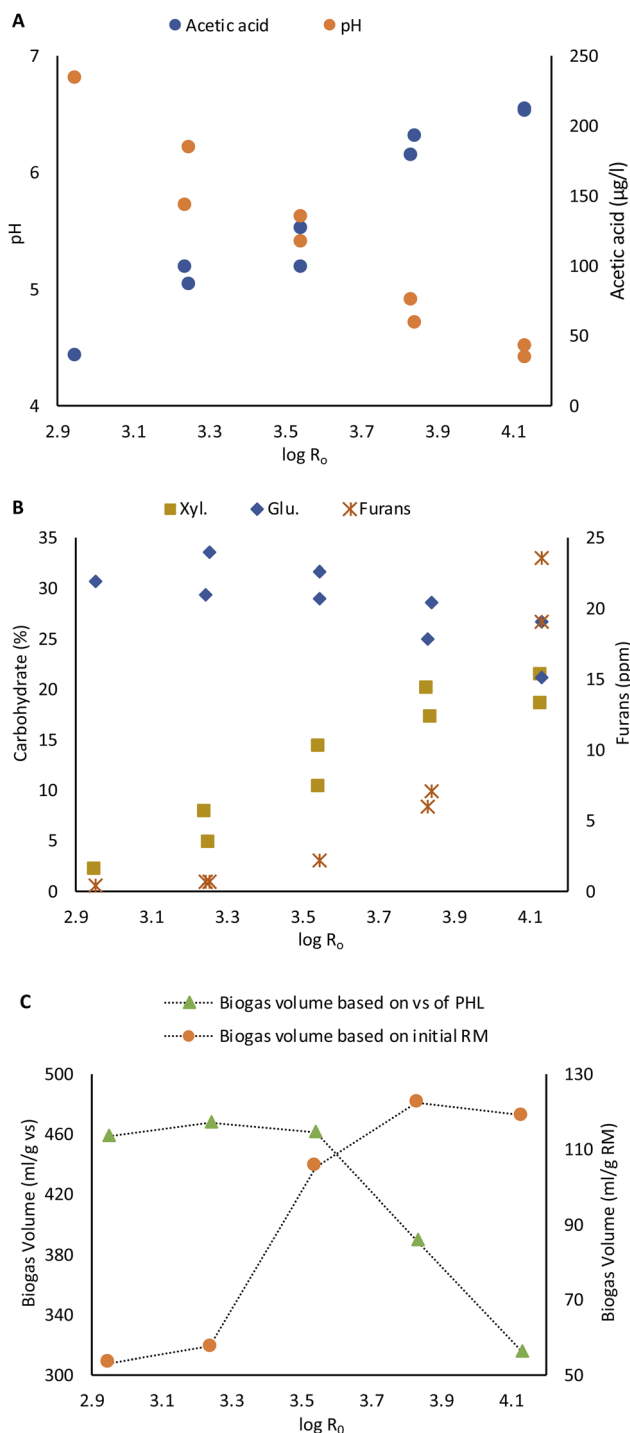 A
Acetic acid
pH
7
6
5
4
pH
250
200
150
100
50
0
Acetic acid (µg/l)
2.9 3.1 3.3 3.5 3.7 3.9 4.1
log Ro
B
Xyl. Glu. Furans
35
30
25
20
15
10
5
0
Carbohydrate (%)
25
20
15
10
5
0
Furans (ppm)
2.9 3.1 3.3 3.5 3.7 3.9 4.1
log Ro
C
Biogas volume based on vs of PHL
Biogas volume based on initial RM
500
460
420
380
340
300
Biogas Volume (ml/g vs)
130
110
90
70
50
Biogas Volume (ml/g RM)
2.9 3.1 3.3 3.5 3.7 3.9 4.1
log R0